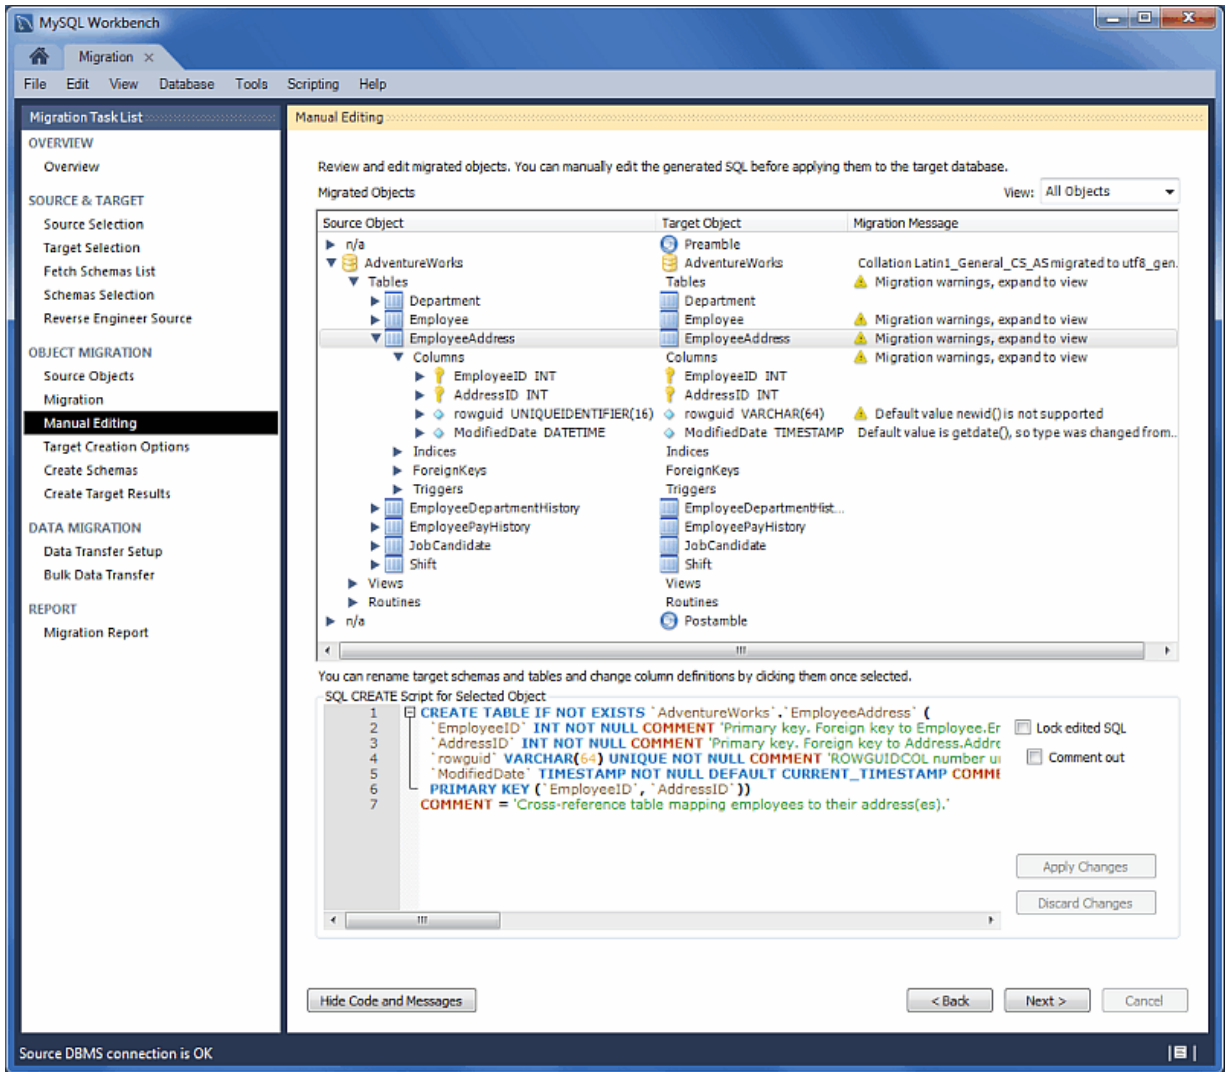 MySQL Workbench
Migration
File Edit View Database Tools Scripting Help
Migration Task List
OVERVIEW
Overview
SOURCE & TARGET
Source Selection
Target Selection
Fetch Schemas List
Schemas Selection
Reverse Engineer Source
OBJECT MIGRATION
Source Objects
Migration
Manual Editing
Target Creation Options
Create Schemas
Create Target Results
DATA MIGRATION
Data Transfer Setup
Bulk Data Transfer
REPORT
Migration Report
Manual Editing
Review and edit migrated objects. You can manually edit the generated SQL before applying them to the target database.
Migrated Objects View: All Objects
Source Object Target Object Migration Message
n/a Preamble
AdventureWorks AdventureWorks Collation Latin1_General_CS_AS migrated to utf8_gen.
Tables Tables Migration warnings, expand to view
Department Department
Employee Employee Migration warnings, expand to view
EmployeeAddress EmployeeAddress Migration warnings, expand to view
Columns Columns Migration warnings, expand to view
EmployeeID INT EmployeeID INT
AddressID INT AddressID INT
rowguid UNIQUEIDENTIFIER(16) rowguid VARCHAR(64) Default value newid() is not supported
ModifiedDate DATETIME ModifiedDate TIMESTAMP Default value is getdate(), so type was changed from..
Indices Indices
ForeignKeys ForeignKeys
Triggers Triggers
EmployeeDepartmentHistory EmployeeDepartmentHist...
EmployeePayHistory EmployeePayHistory
JobCandidate JobCandidate
Shift Shift
Views Views
Routines Routines
n/a Postamble
You can rename target schemas and tables and change column definitions by clicking them once selected.
SQL CREATE Script for Selected Object
1 CREATE TABLE IF NOT EXISTS `AdventureWorks`.`EmployeeAddress` (
2 `EmployeeID` INT NOT NULL COMMENT 'Primary key. Foreign key to Employee.Er
3 `AddressID` INT NOT NULL COMMENT 'Primary key. Foreign key to Address.Addre
4 `rowguid` VARCHAR(64) UNIQUE NOT NULL COMMENT 'ROWGUIDCOL number ui
5 `ModifiedDate` TIMESTAMP NOT NULL DEFAULT CURRENT_TIMESTAMP COMME
6 PRIMARY KEY (`EmployeeID`, `AddressID`))
7 COMMENT = 'Cross-reference table mapping employees to their address(es).'
Lock edited SQL
Comment out
Apply Changes
Discard Changes
Hide Code and Messages < Back Next > Cancel
Source DBMS connection is OK